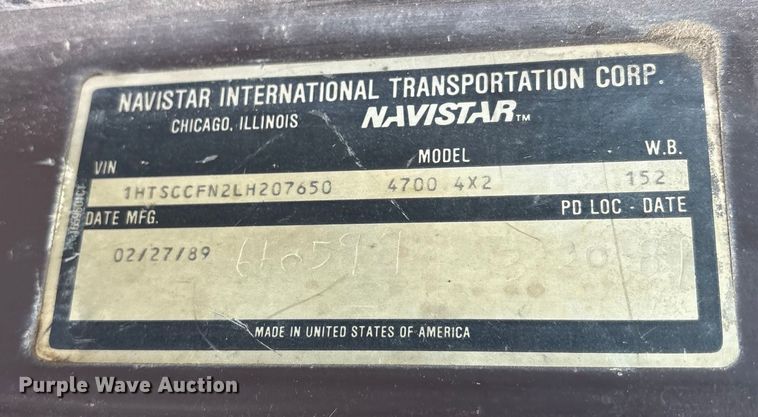 NAVISTAR INTERNATIONAL TRANSPORTATION CORP.
CHICAGO, ILLINOIS NAVISTAR™
VIN MODEL W.B.
1HTSCCFN2LH207650 4700 4X2 152
DATE MFG. PD LOC - DATE
02/27/89
MADE IN UNITED STATES OF AMERICA
Purple Wave Auction